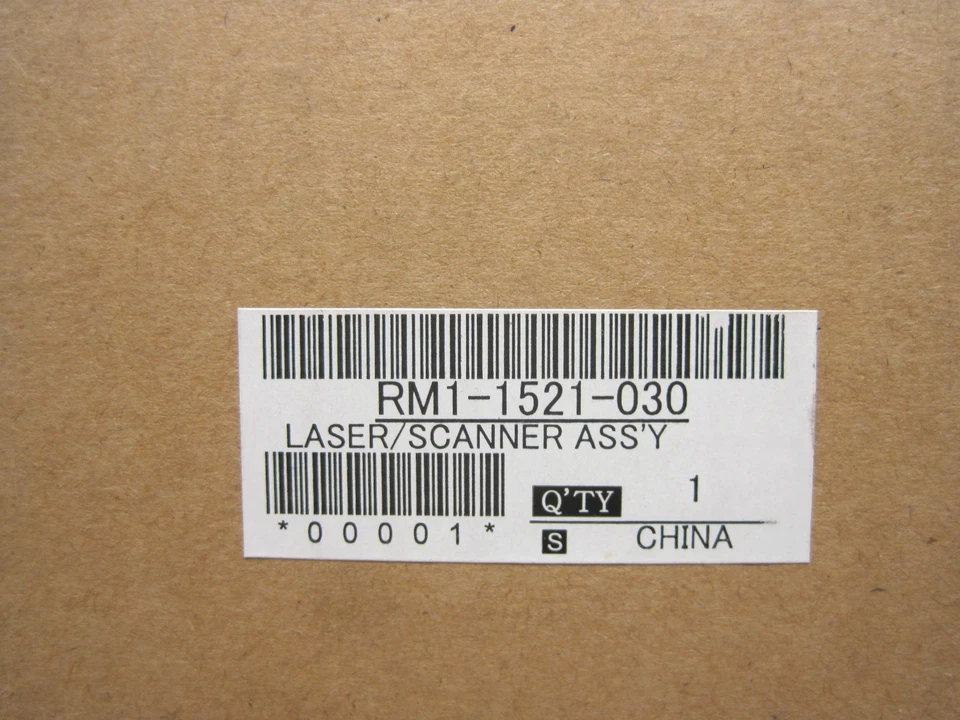 RM1-1521-030
LASER/SCANNER ASS'Y
Q'TY 1
*00001*
S CHINA